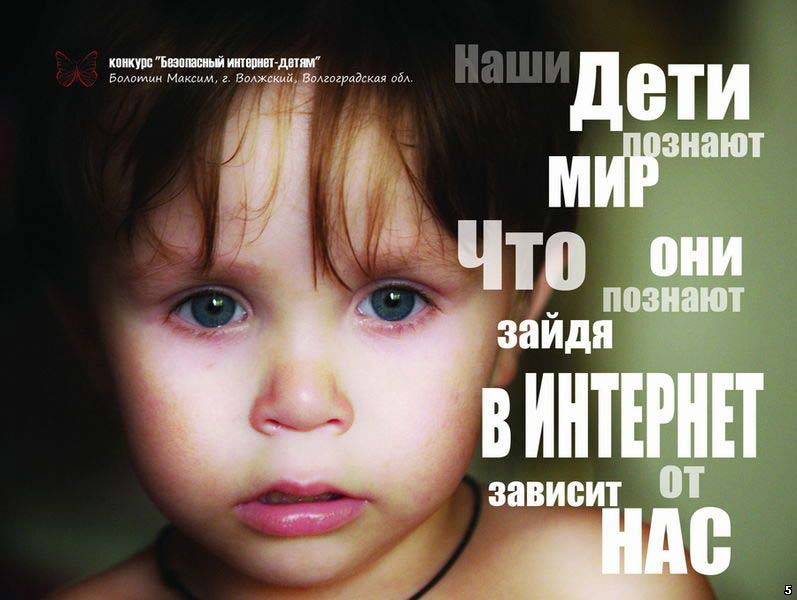 конкурс "Безопасный интернет-детям"
Болотин Максим, г. Волжский, Волгоградская обл.
Наши Дети
познают
МИР
Что они
познают
зайдя
в ИНТЕРНЕТ
зависит от
НАС
5